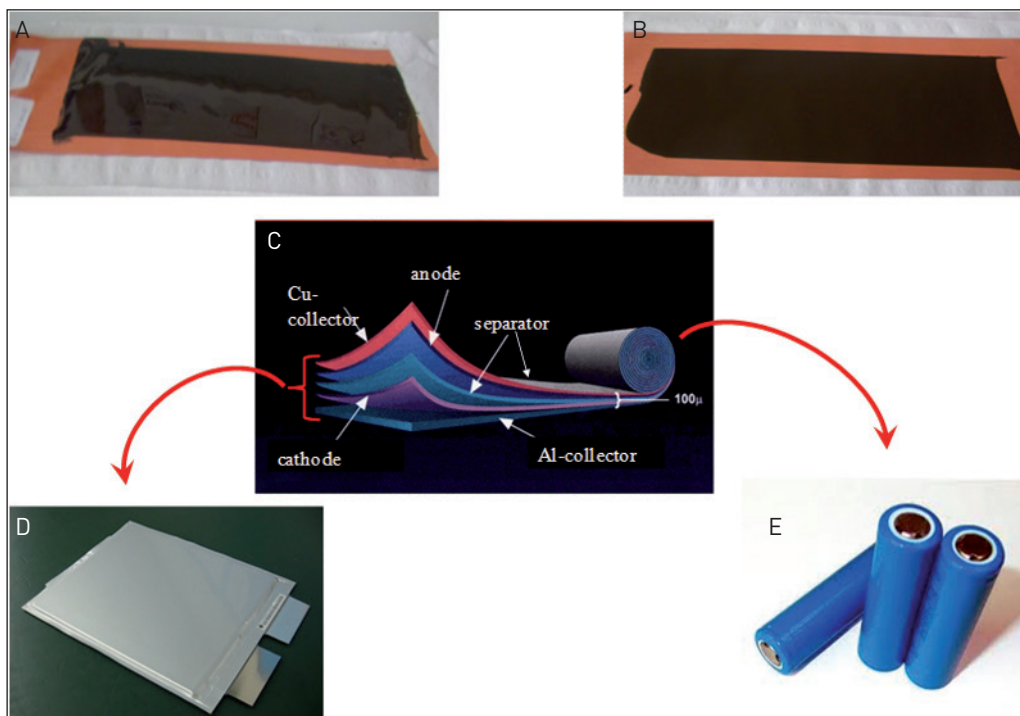 A
B
C
anode
Cu-
collector
separator
100μ
cathode
Al-collector
D
E